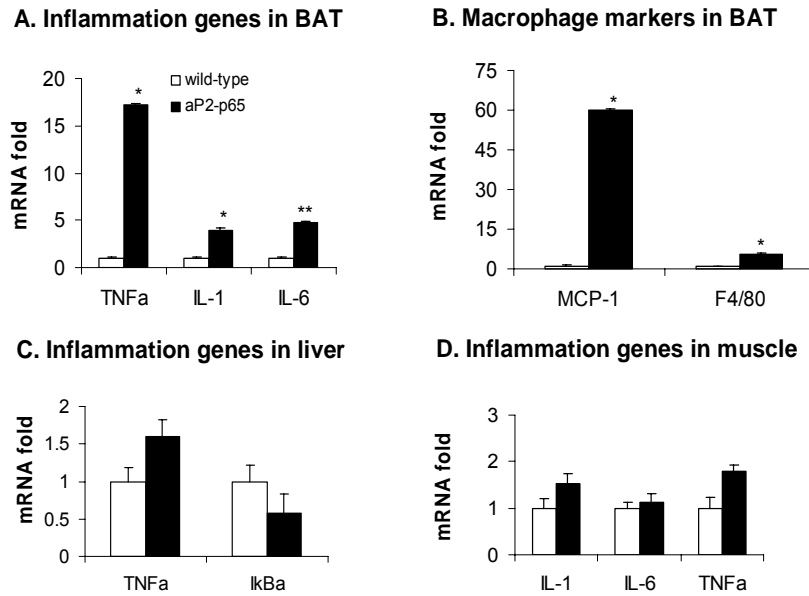 A. Inflammation genes in BAT
mRNA fold
20
15
10
5
0
wild-type
aP2-p65
*
*
**
TNFa IL-1 IL-6
B. Macrophage markers in BAT
mRNA fold
75
60
45
30
15
0
*
*
MCP-1 F4/80
C. Inflammation genes in liver
mRNA fold
2
1.5
1
0.5
0
TNFa IkBa
D. Inflammation genes in muscle
mRNA fold
3
2
1
0
IL-1 IL-6 TNFa